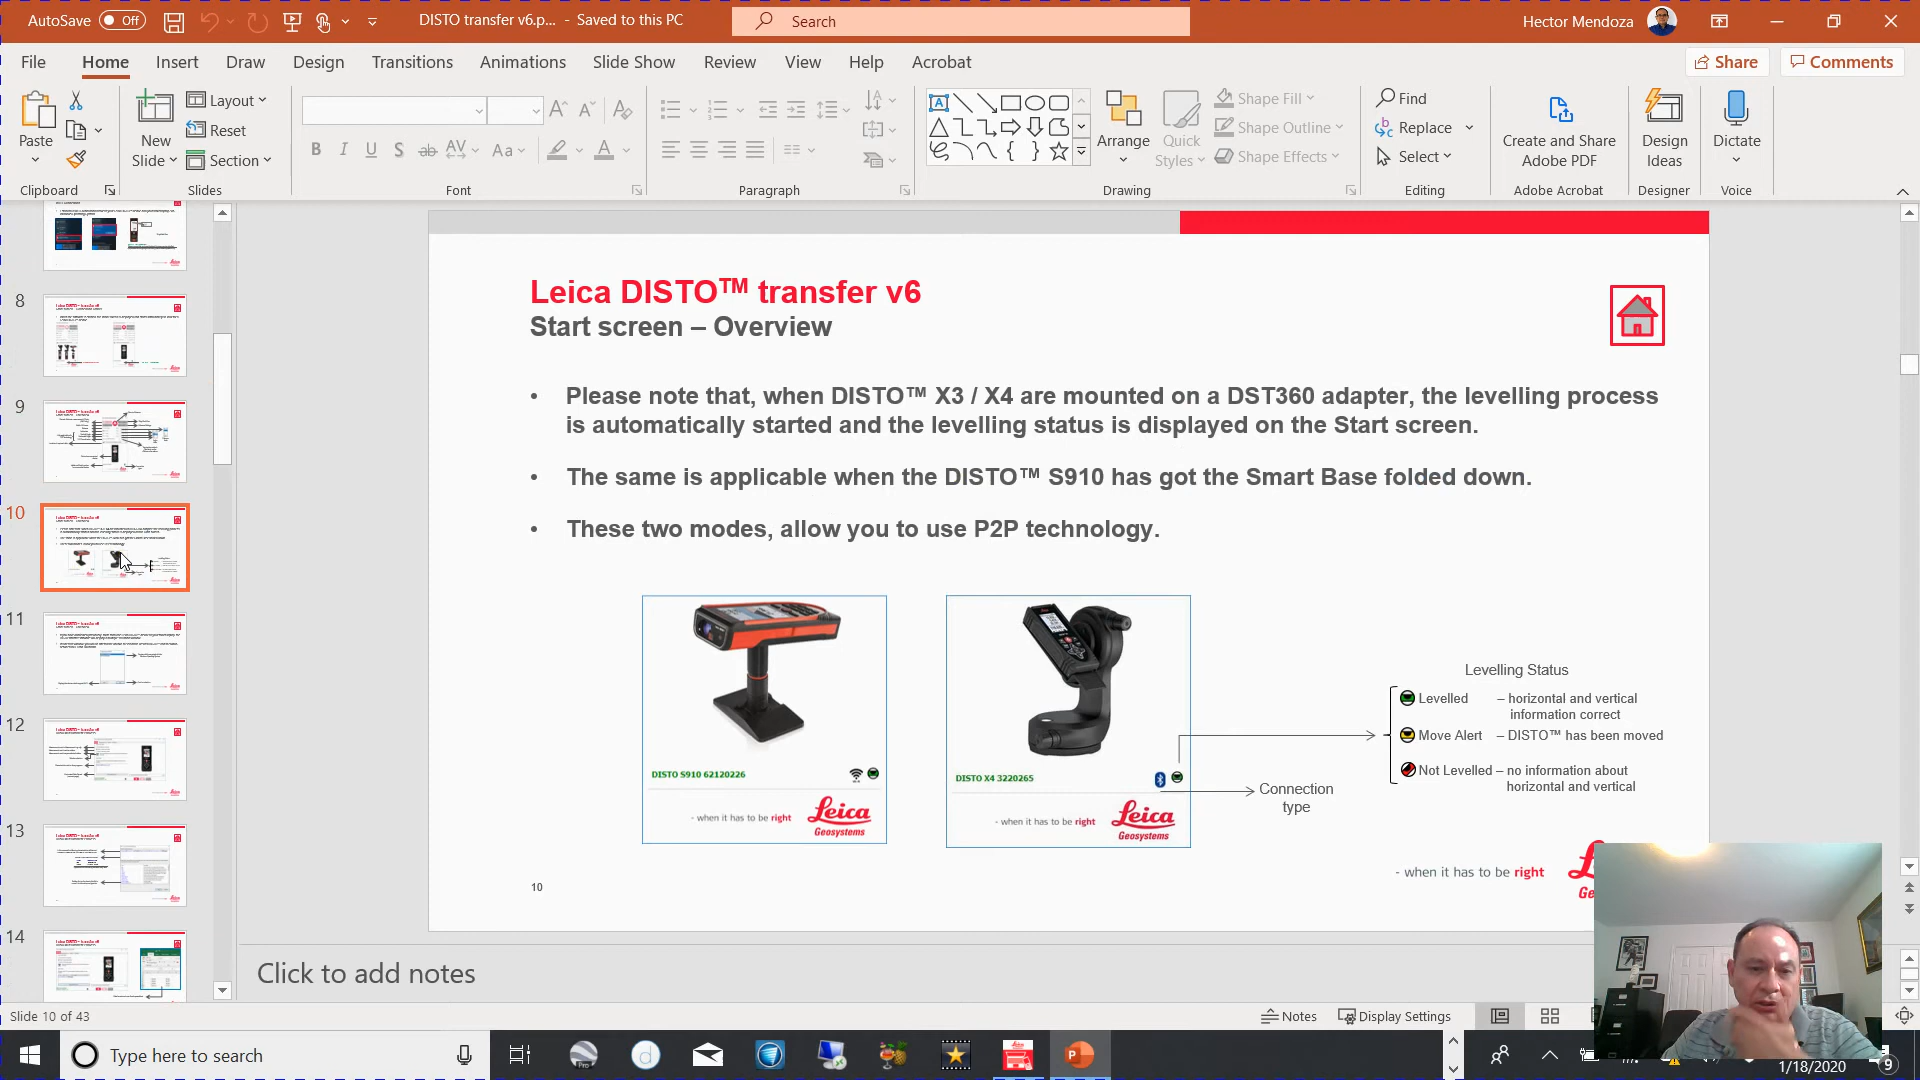 AutoSave Off
DISTO transfer v6.p... - Saved to this PC
Search
Hector Mendoza
File Home Insert Draw Design Transitions Animations Slide Show Review View Help Acrobat
Share
Comments
Paste
New
Slide
Layout
Reset
Section
Arrange
Quick
Styles
Shape Fill
Shape Outline
Shape Effects
Find
Replace
Select
Create and Share
Adobe PDF
Design
Ideas
Dictate
Clipboard
Slides
Font
Paragraph
Drawing
Editing
Adobe Acrobat
Designer
Voice
8
9
10
11
12
13
14
Leica DISTO™ transfer v6
Start screen – Overview
• Please note that, when DISTO™ X3 / X4 are mounted on a DST360 adapter, the levelling process
is automatically started and the levelling status is displayed on the Start screen.
• The same is applicable when the DISTO™ S910 has got the Smart Base folded down.
• These two modes, allow you to use P2P technology.
DISTO S910 62120226
- when it has to be right
Leica
Geosystems
DISTO X4 3220265
- when it has to be right
Leica
Geosystems
Connection
type
Levelling Status
Levelled – horizontal and vertical
information correct
Move Alert – DISTO™ has been moved
Not Levelled – no information about
horizontal and vertical
10
- when it has to be right
Click to add notes
Slide 10 of 43
Notes
Display Settings
Type here to search
1/18/2020
9